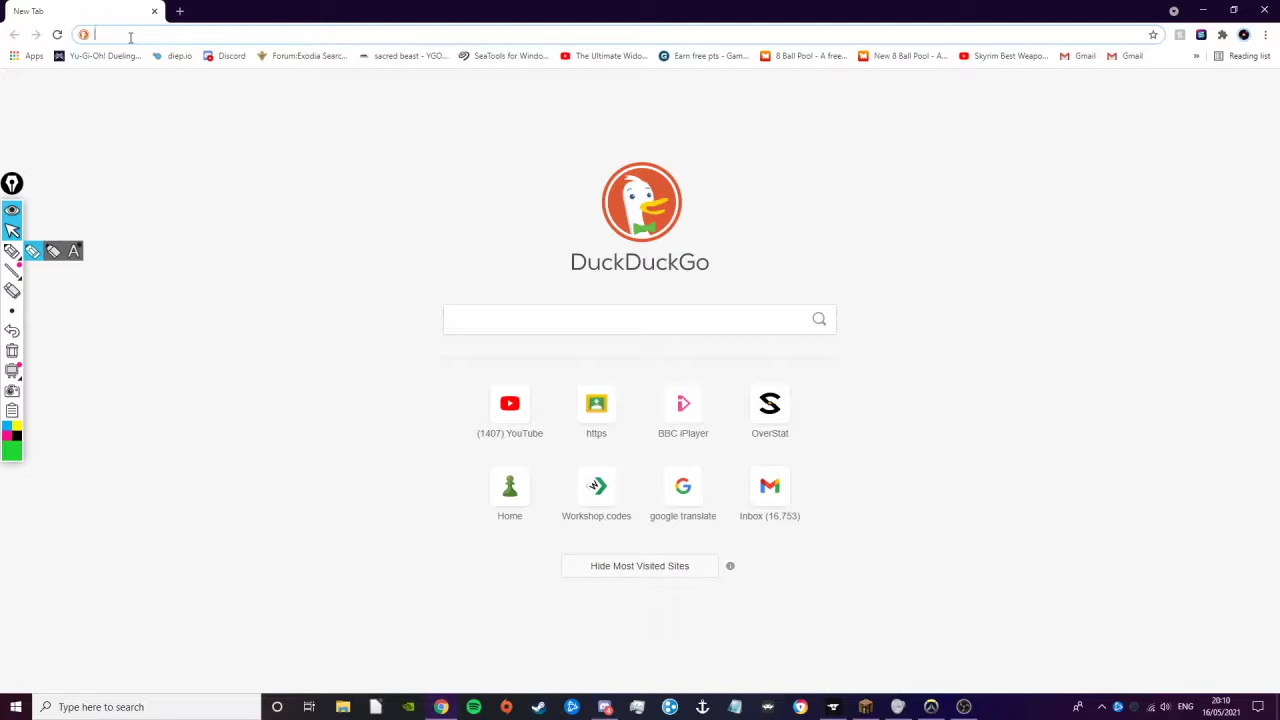 New Tab
Apps
Yu-Gi-Oh! Dueling...
diep.io
Discord
Forum:Exodia Searc...
sacred beast - YGO...
SeaTools for Windo...
The Ultimate Wido...
Earn free pts - Gam...
8 Ball Pool - A free...
New 8 Ball Pool - A...
Skyrim Best Weapo...
Gmail
Gmail
»
Reading list
A
DuckDuckGo
(1407) YouTube
https
BBC iPlayer
OverStat
Home
Workshop.codes
google translate
Inbox (16,753)
Hide Most Visited Sites
Type here to search
ENG
20:10
16/05/2021